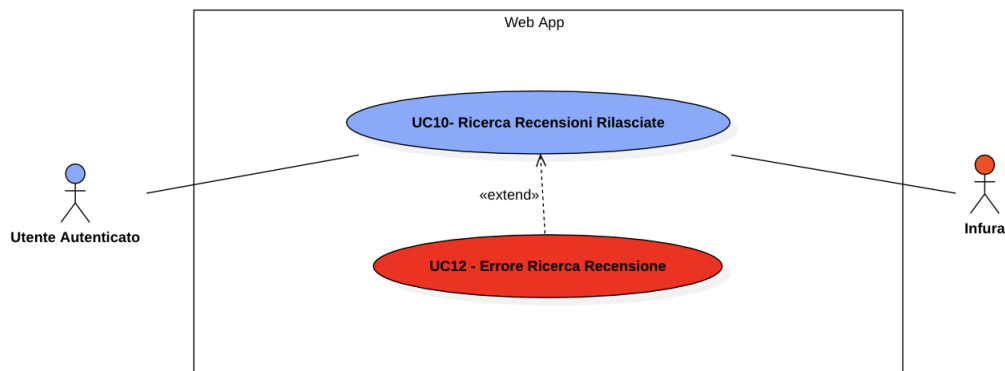 Web App
UC10- Ricerca Recensioni Rilasciate
«extend»
Utente Autenticato
Infura
UC12 - Errore Ricerca Recensione